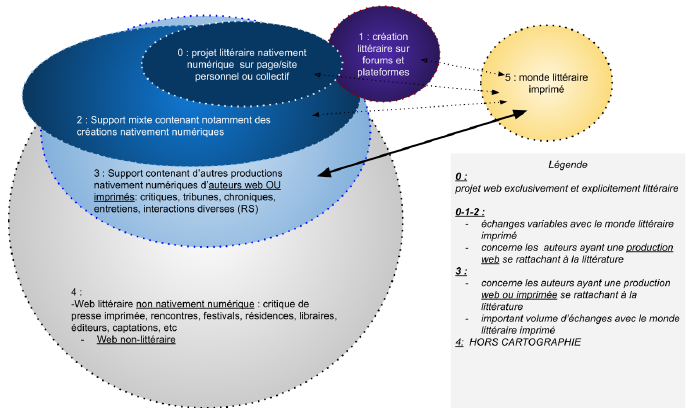 0 : projet littéraire nativement
numérique sur page/site
personnel ou collectif
1 : création
littéraire sur
forums et
plateformes
5 : monde littéraire
imprimé
2 : Support mixte contenant notamment des
créations nativement numériques
3 : Support contenant d'autres productions
nativement numériques d'auteurs web OU
imprimés: critiques, tribunes, chroniques,
entretiens, interactions diverses (RS)
4 :
-Web littéraire non nativement numérique : critique de
presse imprimée, rencontres, festivals, résidences, libraires,
éditeurs, captations, etc
- Web non-littéraire
Légende
0 :
projet web exclusivement et explicitement littéraire
0-1-2 :
- échanges variables avec le monde littéraire
imprimé
- concerne les auteurs ayant une production
web se rattachant à la littérature
3 :
- concerne les auteurs ayant une production
web ou imprimée se rattachant à la
littérature
- important volume d'échanges avec le monde
littéraire imprimé
4: HORS CARTOGRAPHIE